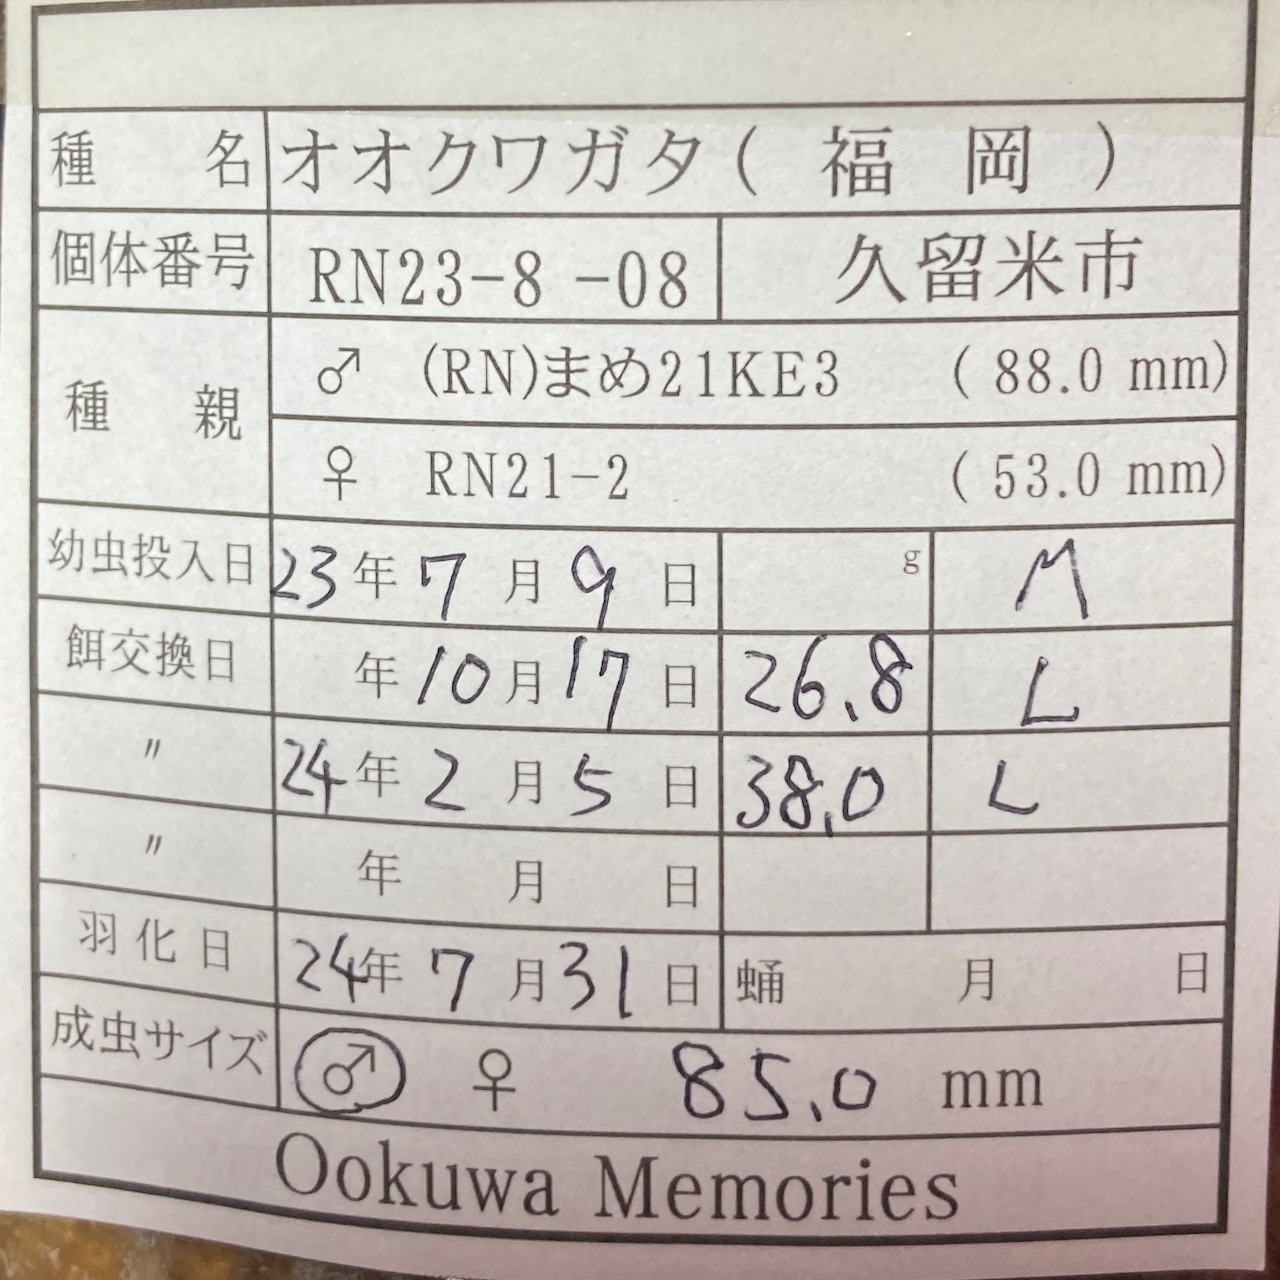 種 名 オオクワガタ( 福 岡 )
個体番号 RN23-8 -08 久留米市
種 親 ♂ (RN)まめ21KE3 ( 88.0 mm)
♀ RN21-2 ( 53.0 mm)
幼虫投入日 23年 7月 9日 g M
餌交換日 年 10月 17日 26.8 L
〃 24年 2月 5日 38.0 L
〃 年 月 日
羽化日 24年 7月 31日 蛹 月 日
成虫サイズ ♂ ♀ 85.0 mm
Ookuwa Memories